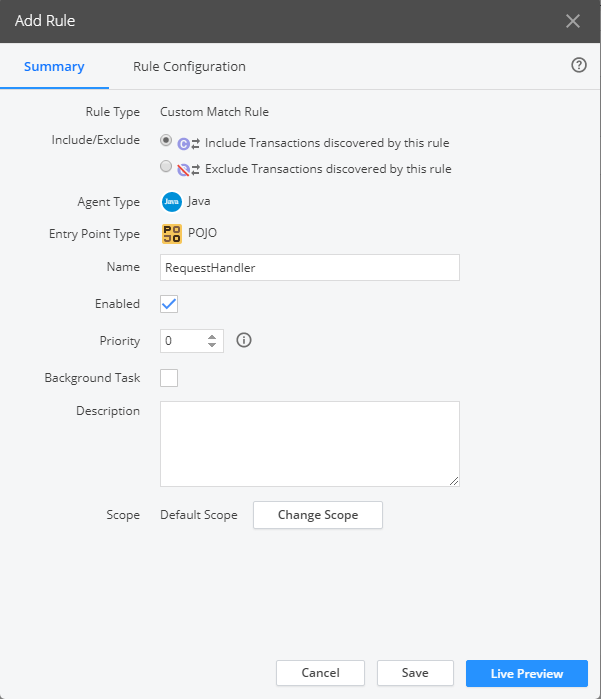 Add Rule
Summary Rule Configuration
Rule Type Custom Match Rule
Include/Exclude Include Transactions discovered by this rule
Exclude Transactions discovered by this rule
Agent Type Java Java
Entry Point Type POJO POJO
Name RequestHandler
Enabled
Priority 0
Background Task
Description
Scope Default Scope Change Scope
Cancel Save Live Preview